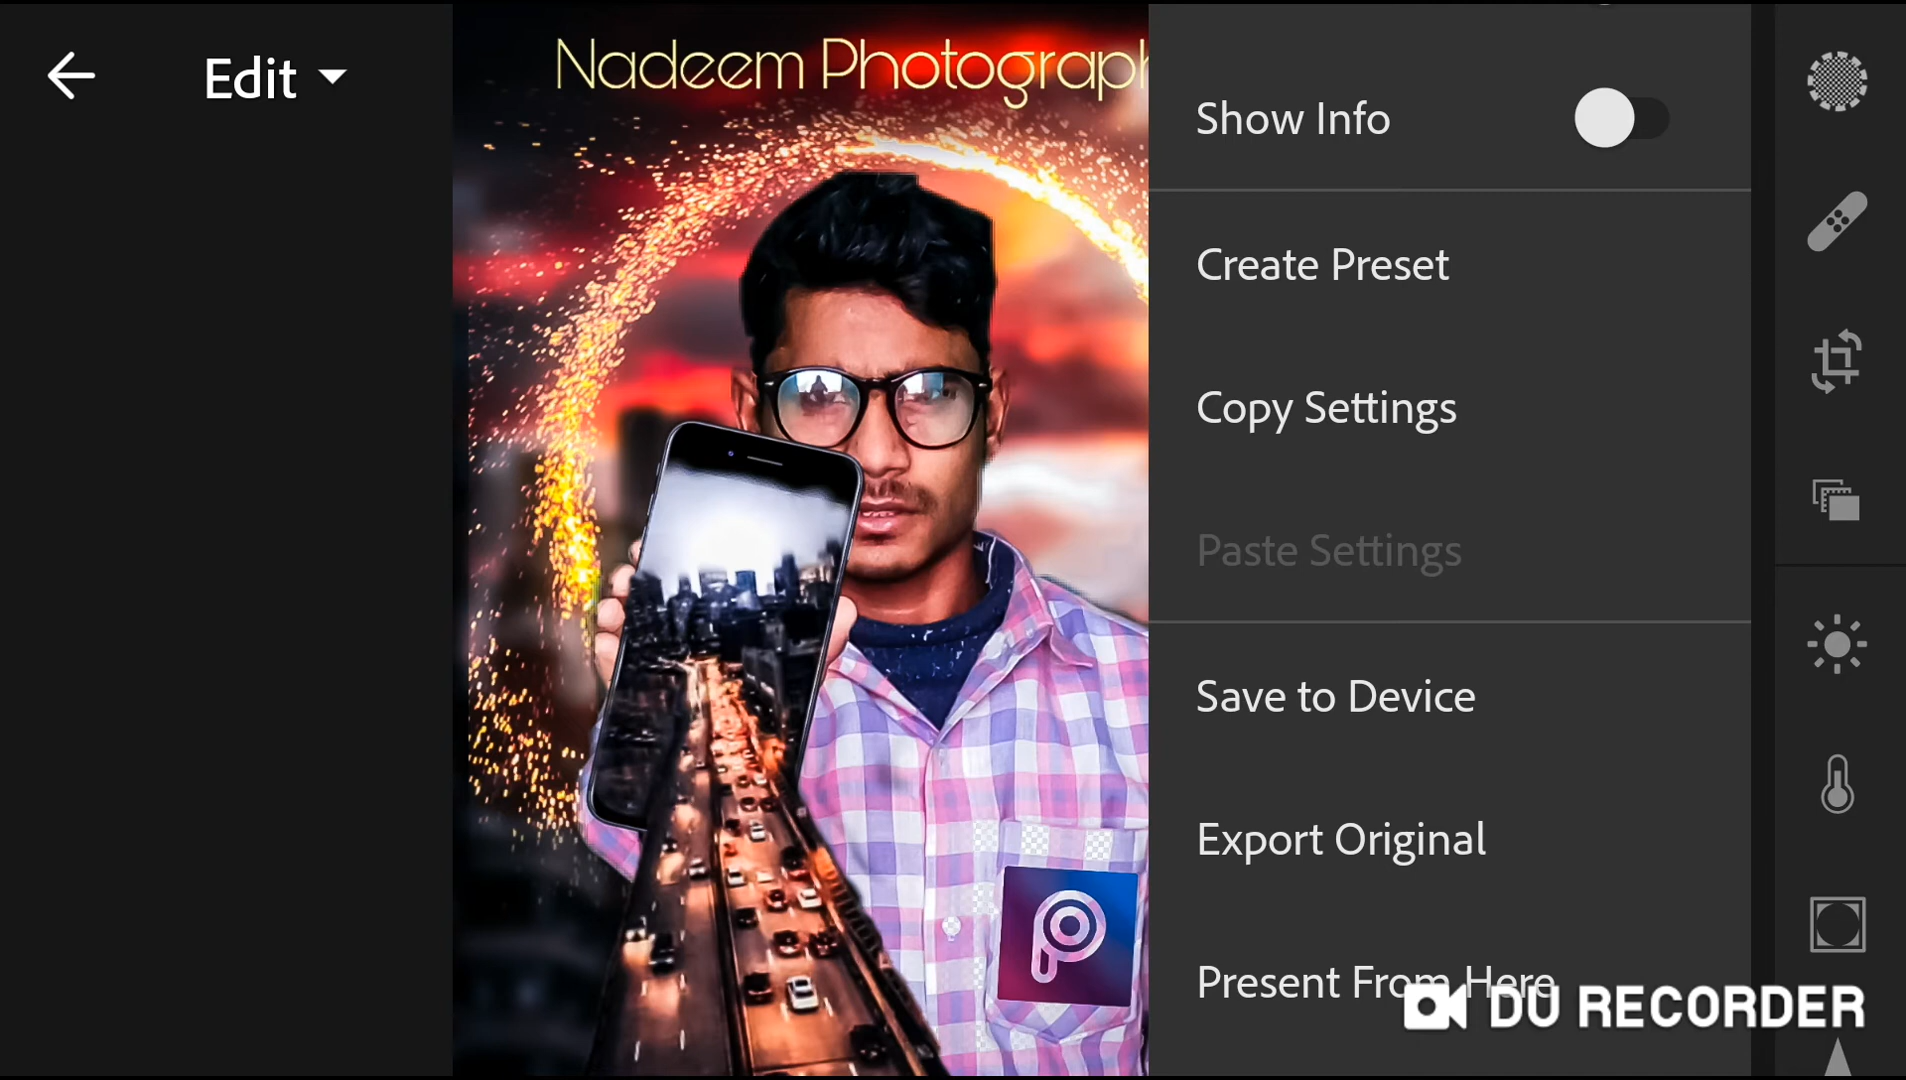 Edit
Nadeem Photograph
Show Info
Create Preset
Copy Settings
Paste Settings
Save to Device
Export Original
Present From Here
DU RECORDER